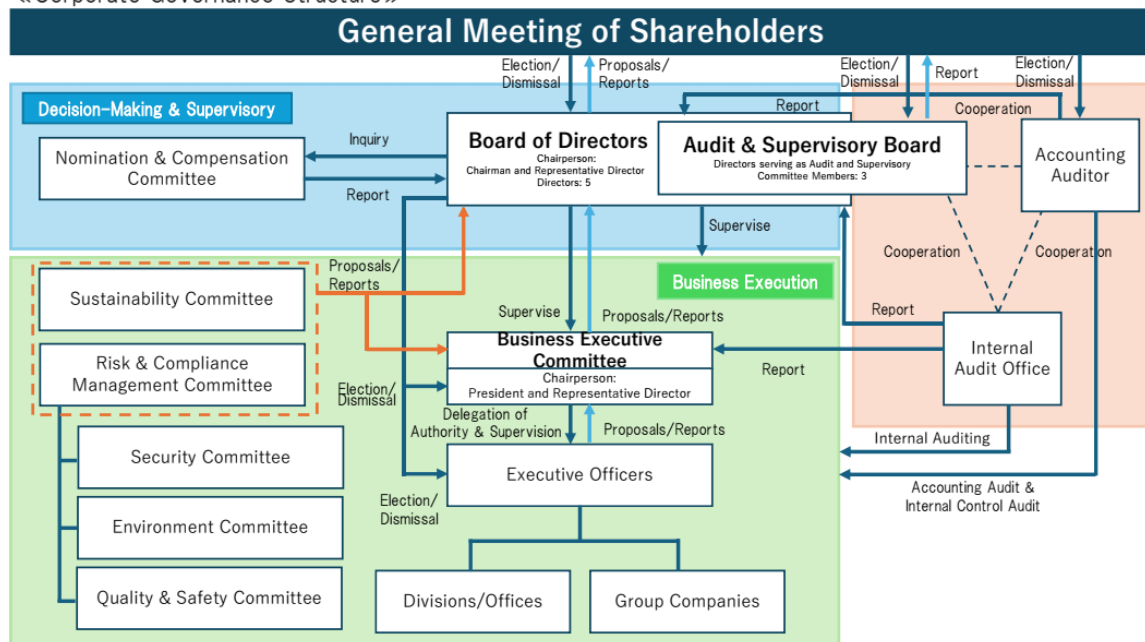 «Corporate Governance Structure»
General Meeting of Shareholders
Election/
Dismissal
Proposals/
Reports
Election/
Dismissal
Report
Election/
Dismissal
Decision-Making & Supervisory
Report
Cooperation
Nomination & Compensation
Committee
Inquiry
Report
Board of Directors
Chairperson:
Chairman and Representative Director
Directors: 5
Audit & Supervisory Board
Directors serving as Audit and Supervisory
Committee Members: 3
Accounting
Auditor
Supervise
Cooperation
Cooperation
Proposals/
Reports
Business Execution
Sustainability Committee
Supervise
Proposals/Reports
Report
Risk & Compliance
Management Committee
Business Executive
Committee
Chairperson:
President and Representative Director
Report
Internal
Audit Office
Election/
Dismissal
Delegation of
Authority & Supervision
Proposals/Reports
Internal Auditing
Security Committee
Executive Officers
Accounting Audit &
Internal Control Audit
Election/
Dismissal
Environment Committee
Quality & Safety Committee
Divisions/Offices
Group Companies